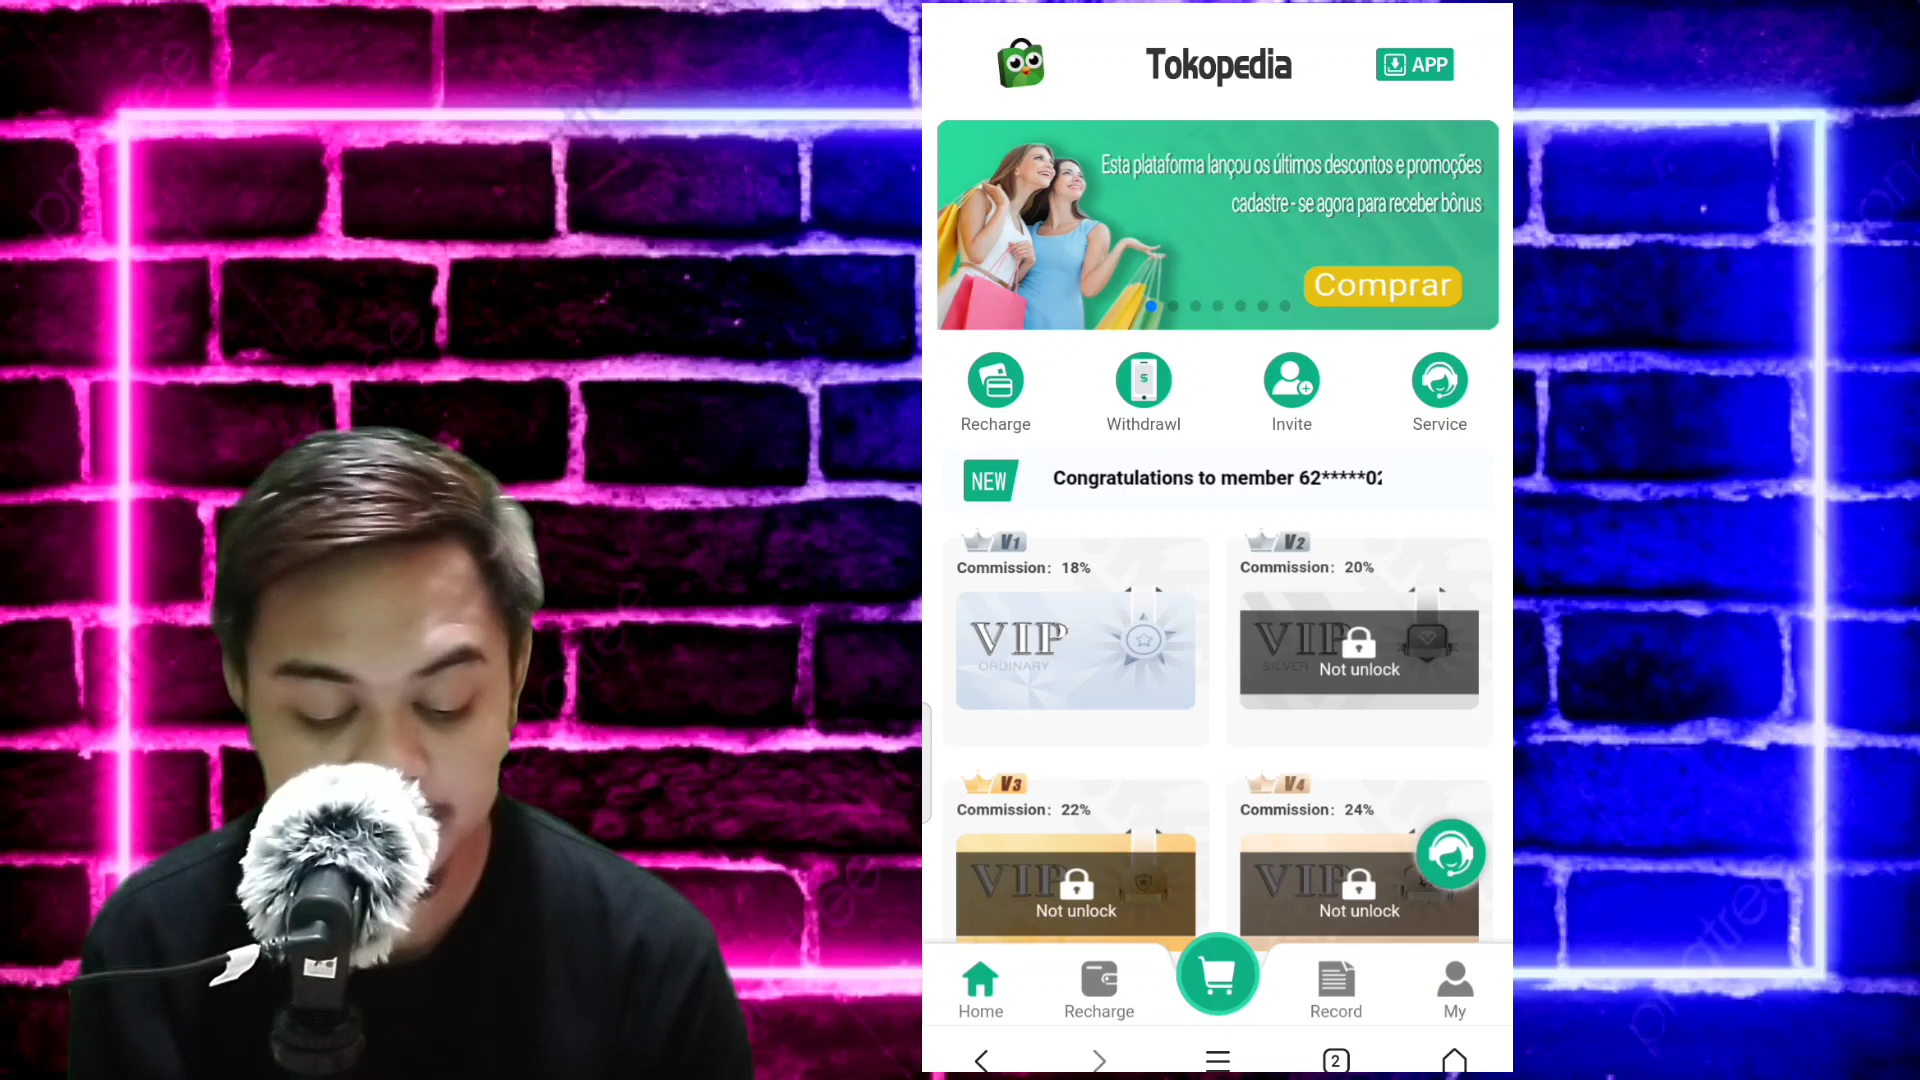 Tokopedia
APP
Esta plataforma lançou os últimos descontos e promoções
cadastre - se agora para receber bônus
Comprar
Recharge
Withdrawl
Invite
Service
NEW
Congratulations to member 62*****02
V1
Commission: 18%
VIP
ORDINARY
V2
Commission: 20%
VIP
SILVER
Not unlock
V3
Commission: 22%
VIP
Not unlock
V4
Commission: 24%
VIP
Not unlock
Home
Recharge
Record
My
2